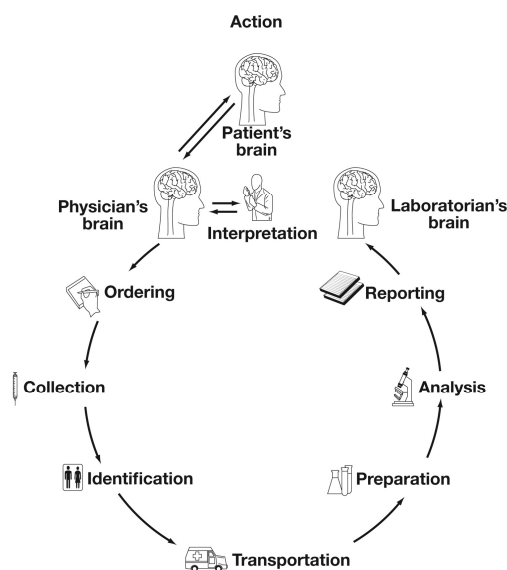 Action
Patient's
brain
Physician's
brain
Interpretation
Laboratorian's
brain
Ordering
Reporting
Collection
Analysis
Identification
Preparation
Transportation